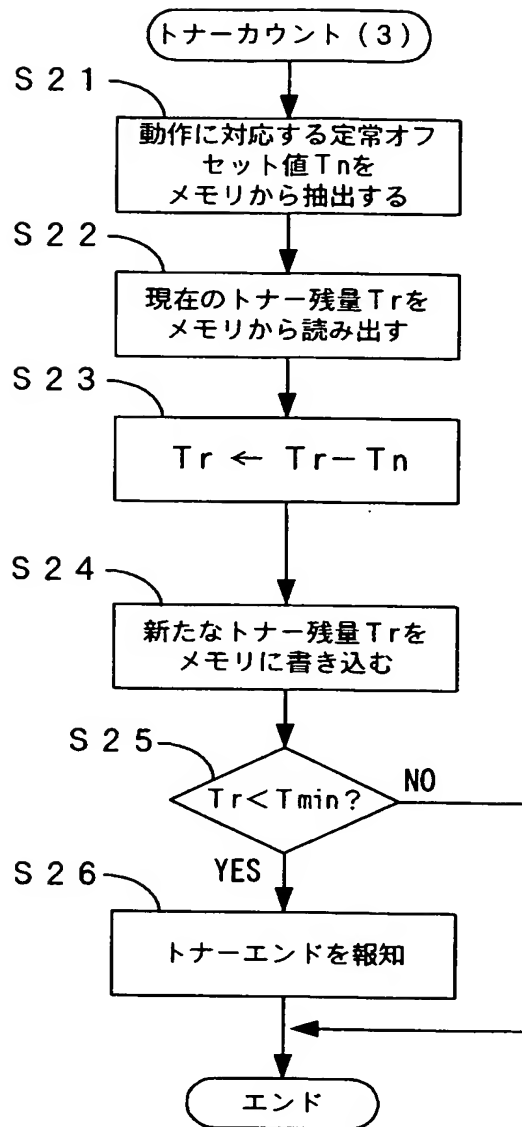 トナーカウント(3)
S21
動作に対応する定常オフ
セット値Tnを
メモリから抽出する
S22
現在のトナー残量Trを
メモリから読み出す
S23
Tr ← Tr-Tn
S24
新たなトナー残量Trを
メモリに書き込む
S25
Tr<Tmin?
NO
YES
S26
トナーエンドを報知
エンド